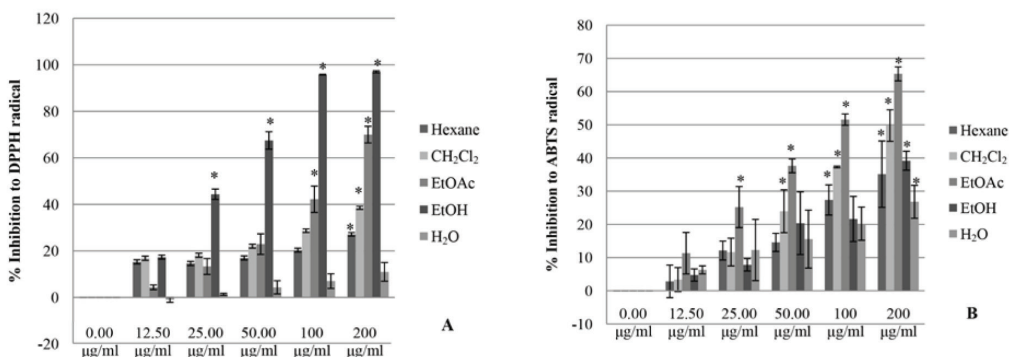 % Inhibition to DPPH radical
120
100
80
60
40
20
0
-20
* * * * * * * *
0.00 12.50 25.00 50.00 100 200
µg/ml µg/ml µg/ml µg/ml µg/ml µg/ml
Hexane
CH₂Cl₂
EtOAc
EtOH
H₂O
A
% Inhibition to ABTS radical
80
70
60
50
40
30
20
10
0
-10
* * * * * * * * * * *
0.00 12.50 25.00 50.00 100 200
µg/ml µg/ml µg/ml µg/ml µg/ml µg/ml
Hexane
CH₂Cl₂
EtOAc
EtOH
H₂O
B